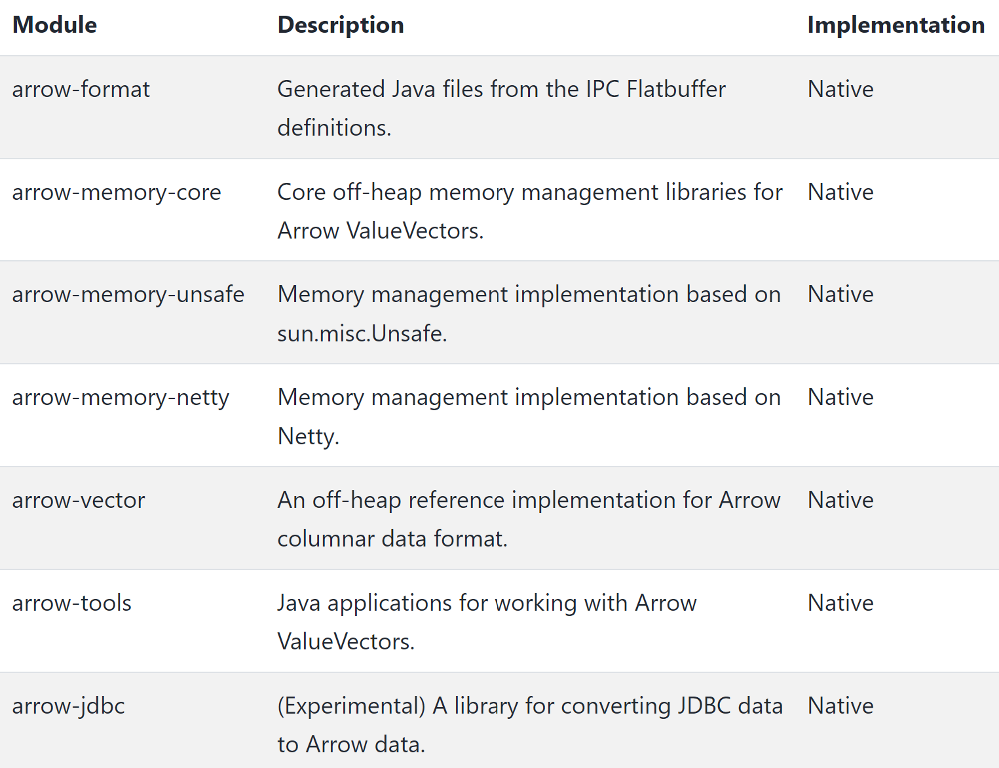 Module Description Implementation
arrow-format Generated Java files from the IPC Flatbuffer Native
definitions.
arrow-memory-core Core off-heap memory management libraries for Native
Arrow ValueVectors.
arrow-memory-unsafe Memory management implementation based on Native
sun.misc.Unsafe.
arrow-memory-netty Memory management implementation based on Native
Netty.
arrow-vector An off-heap reference implementation for Arrow Native
columnar data format.
arrow-tools Java applications for working with Arrow Native
ValueVectors.
arrow-jdbc (Experimental) A library for converting JDBC data Native
to Arrow data.